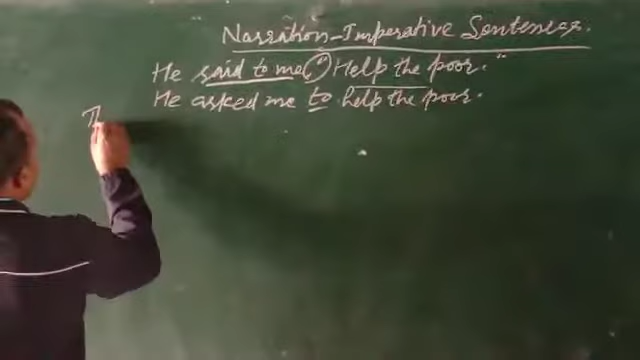 Narration-Imperative Sentences.
He said to me, "Help the poor."
He asked me to help the poor.
T